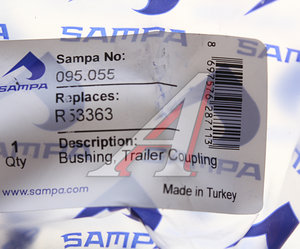 SAMPA
Sampa No:
095.055
Replaces:
R53363
Description:
Bushing, Trailer Coupling
1
Qty
SAMPA
www.sampa.com
Made in Turkey
SAMPA
SAMPA